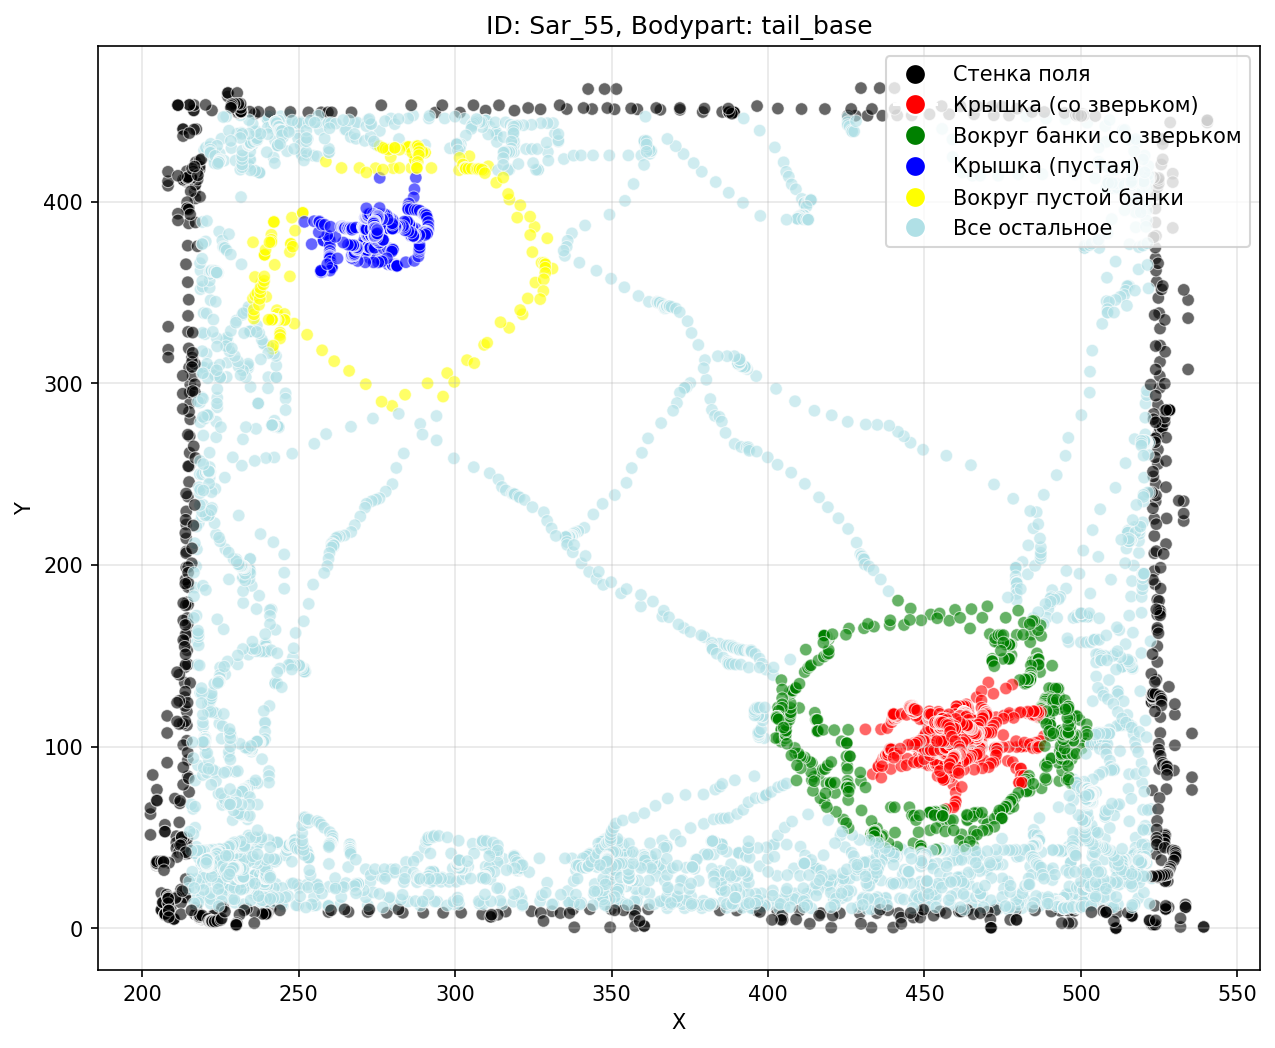 ID: Sar_55, Bodypart: tail_base
Стенка поля
Крышка (со зверьком)
Вокруг банки со зверьком
Крышка (пустая)
Вокруг пустой банки
Все остальное
Y
400
300
200
100
0
200 250 300 350 400 450 500 550
X